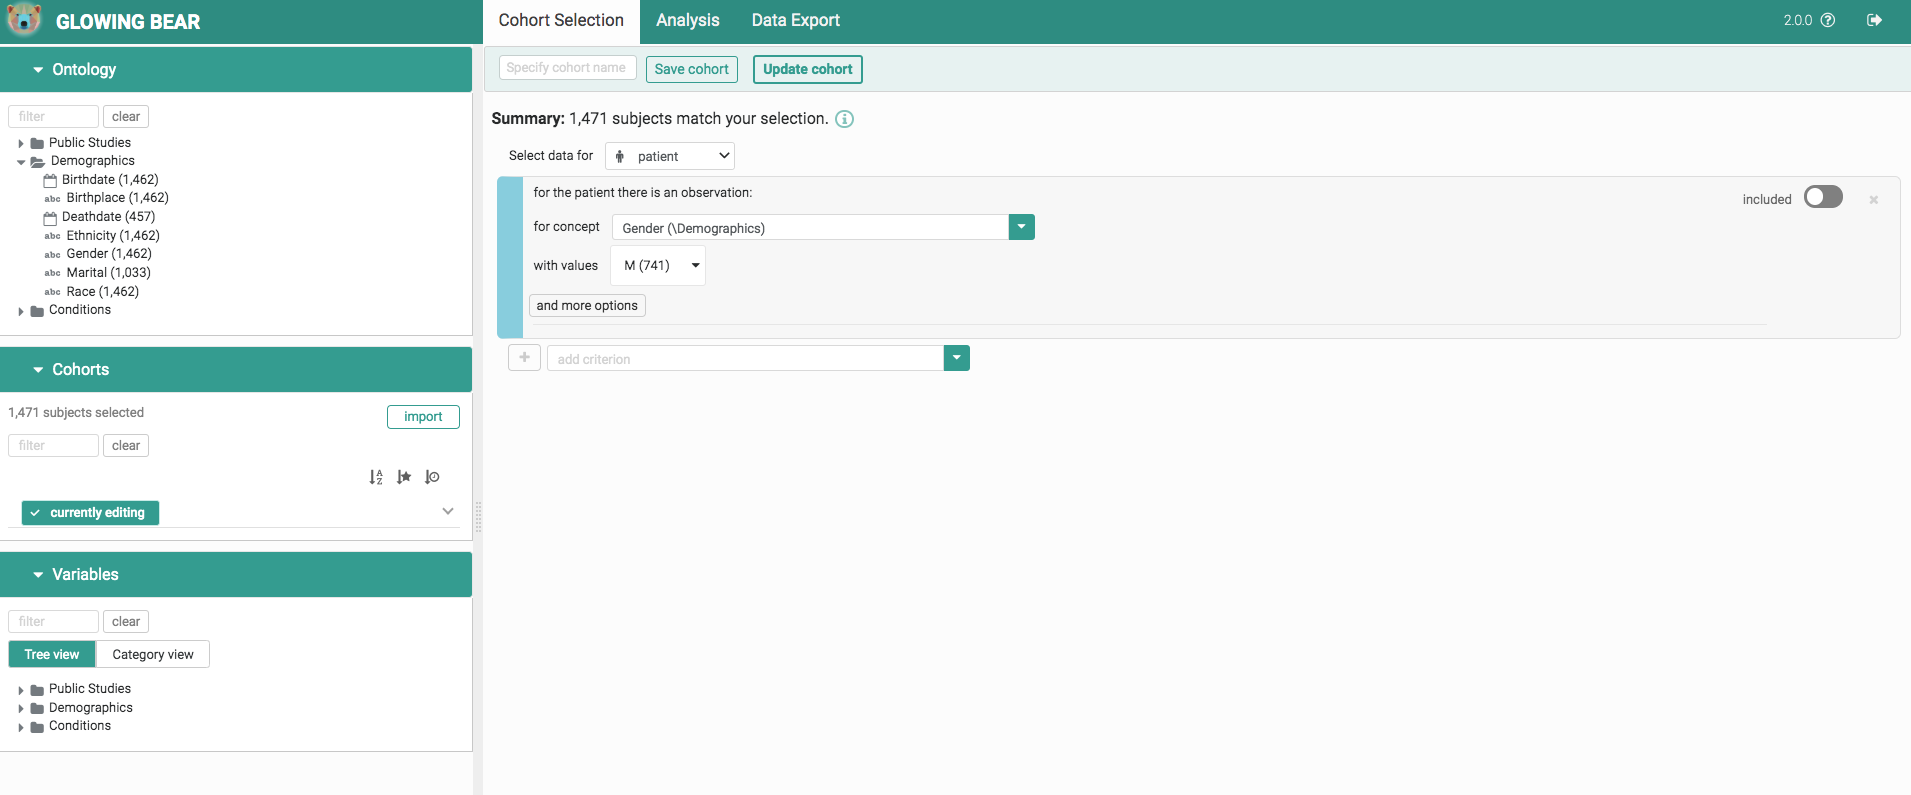 GLOWING BEAR
Cohort Selection
Analysis
Data Export
2.0.0
Ontology
filter
clear
Public Studies
Demographics
Birthdate (1,462)
abc Birthplace (1,462)
Deathdate (457)
abc Ethnicity (1,462)
abc Gender (1,462)
abc Marital (1,033)
abc Race (1,462)
Conditions
Cohorts
1,471 subjects selected
import
filter
clear
currently editing
Variables
filter
clear
Tree view
Category view
Public Studies
Demographics
Conditions
Specify cohort name
Save cohort
Update cohort
Summary: 1,471 subjects match your selection.
Select data for patient
for the patient there is an observation:
included
for concept Gender (\Demographics)
with values M (741)
and more options
add criterion